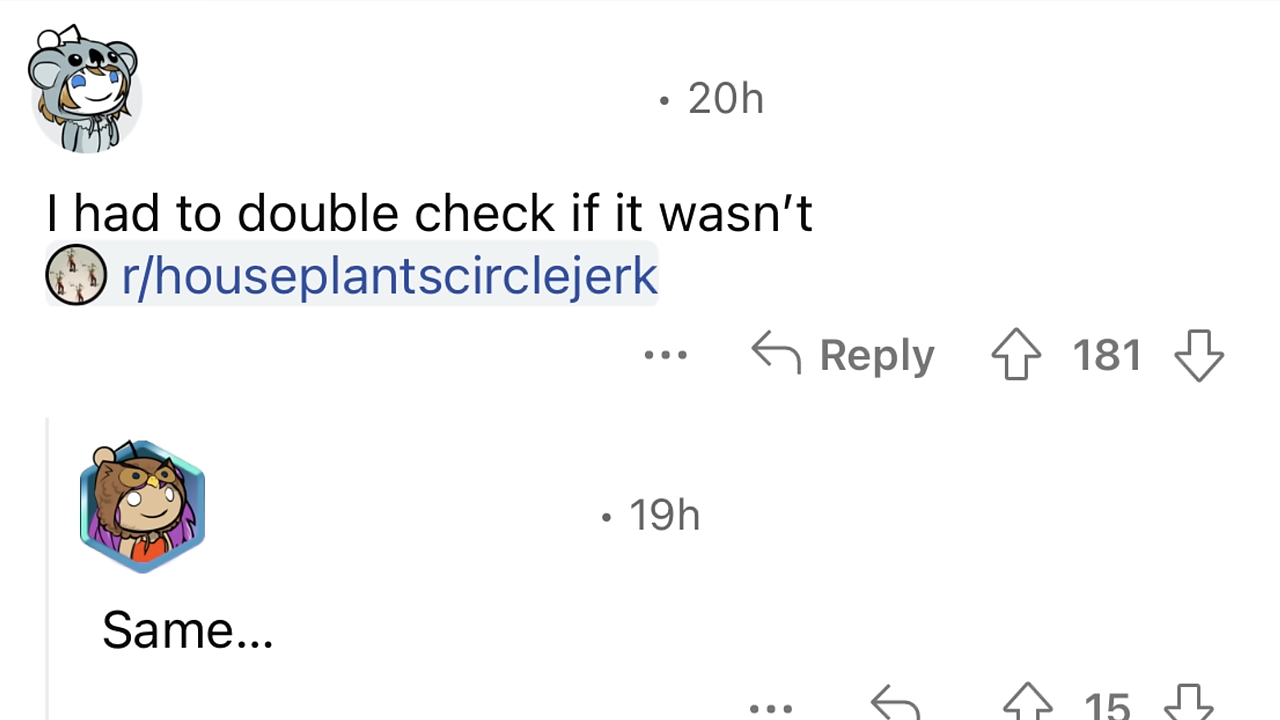 • 20h
I had to double check if it wasn’t
r/houseplantscirclejerk
... Reply 181
• 19h
Same...
... 15